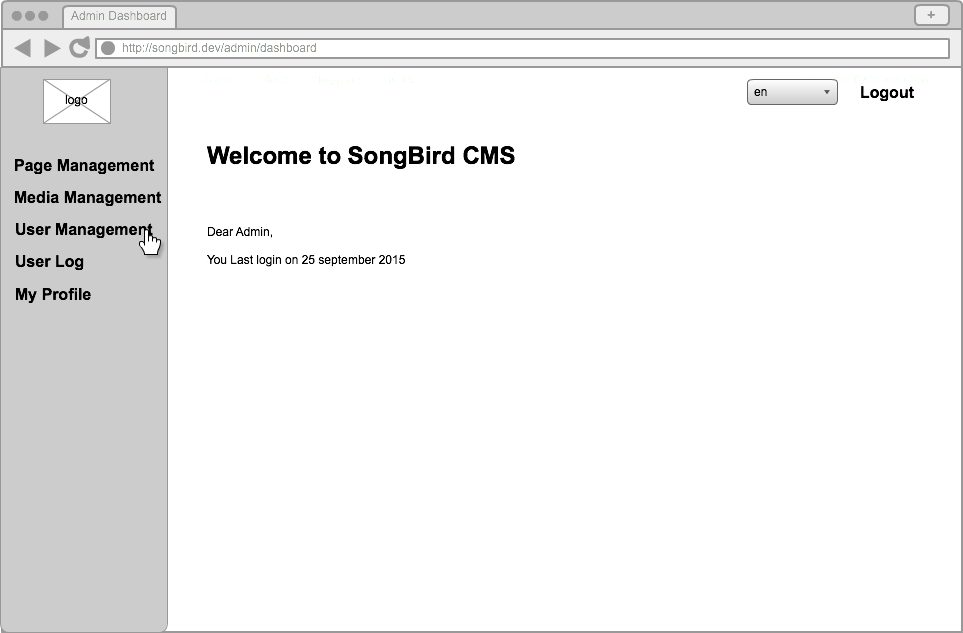 Admin Dashboard
+
http://songbird.dev/admin/dashboard
logo
en
Logout
Page Management
Media Management
User Management
User Log
My Profile
Welcome to SongBird CMS
Dear Admin,
You Last login on 25 september 2015